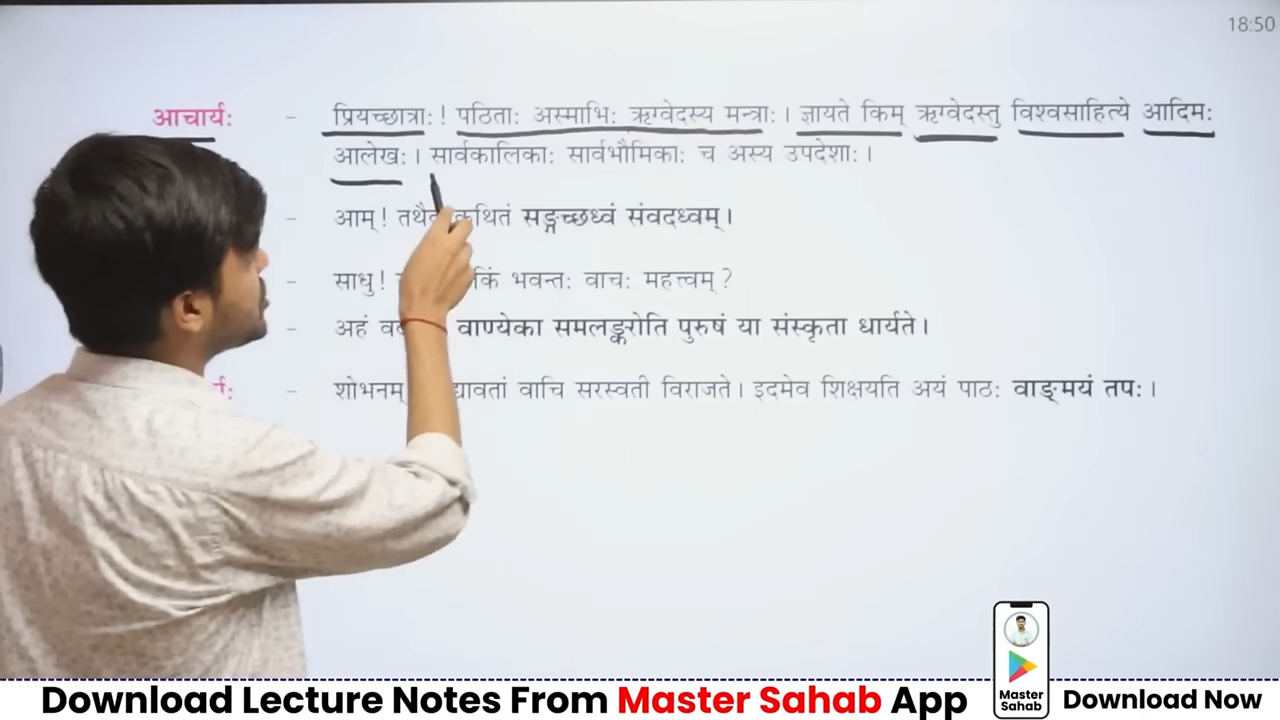 18:50
आचार्यः - प्रियच्छात्राः ! पठिताः अस्माभिः ऋग्वेदस्य मन्त्राः । ज्ञायते किम् ऋग्वेदस्तु विश्वसाहित्ये आदिमः
आलेखः । सार्वकालिकाः सार्वभौमिकाः च अस्य उपदेशाः ।
- आम् ! कथितं सङ्गच्छध्वं संवदध्वम् ।
- साधु ! किं भवन्तः वाचः महत्त्वम् ?
- अहं वाण्येका समलङ्करोति पुरुषं या संस्कृता धार्यते ।
- शोभनम् वाचि सरस्वती विराजते । इदमेव शिक्षयति अयं पाठः वाङ्मयं तपः ।
Master Sahab
Download Lecture Notes From Master Sahab App Download Now